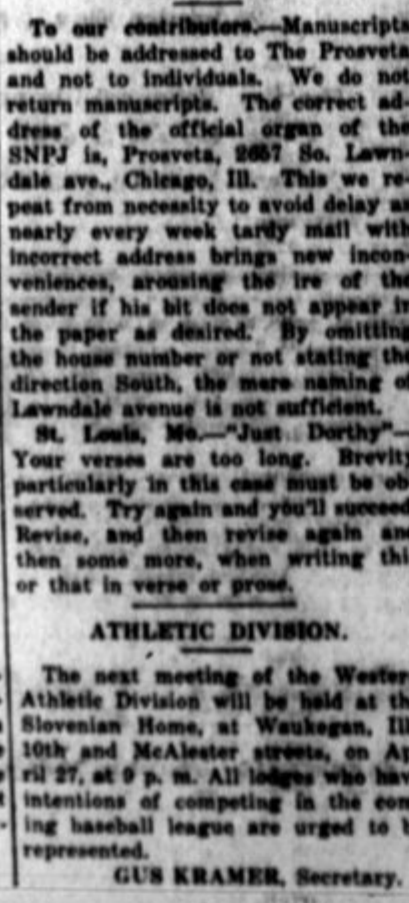 To our contributors.—Manuscripts
should be addressed to The Prosveta
and not to individuals. We do not
return manuscripts. The correct ad-
dress of the official organ of the
SNPJ is, Prosveta, 2657 So. Lawn-
dale ave., Chicago, Ill. This we re-
peat from necessity to avoid delay as
nearly every week tardy mail with
incorrect address brings new incon-
veniences, arousing the ire of the
sender if his bit does not appear in
the paper as desired. By omitting
the house number or not stating the
direction South, the mere naming of
Lawndale avenue is not sufficient.
St. Louis, Mo.—"Just Dorthy"—
Your verses are too long. Brevity
particularly in this case must be ob
served. Try again and you'll succeed
Revise, and then revise again and
then some more, when writing thi
or that in verse or prose.
ATHLETIC DIVISION.
The next meeting of the Wester
Athletic Division will be held at th
Slovenian Home, at Waukegan, Ill
10th and McAlester streets, on Ap
ril 27, at 9 p. m. All lodges who hav
intentions of competing in the com
ing baseball league are urged to b
represented.
GUS KRAMER, Secretary.